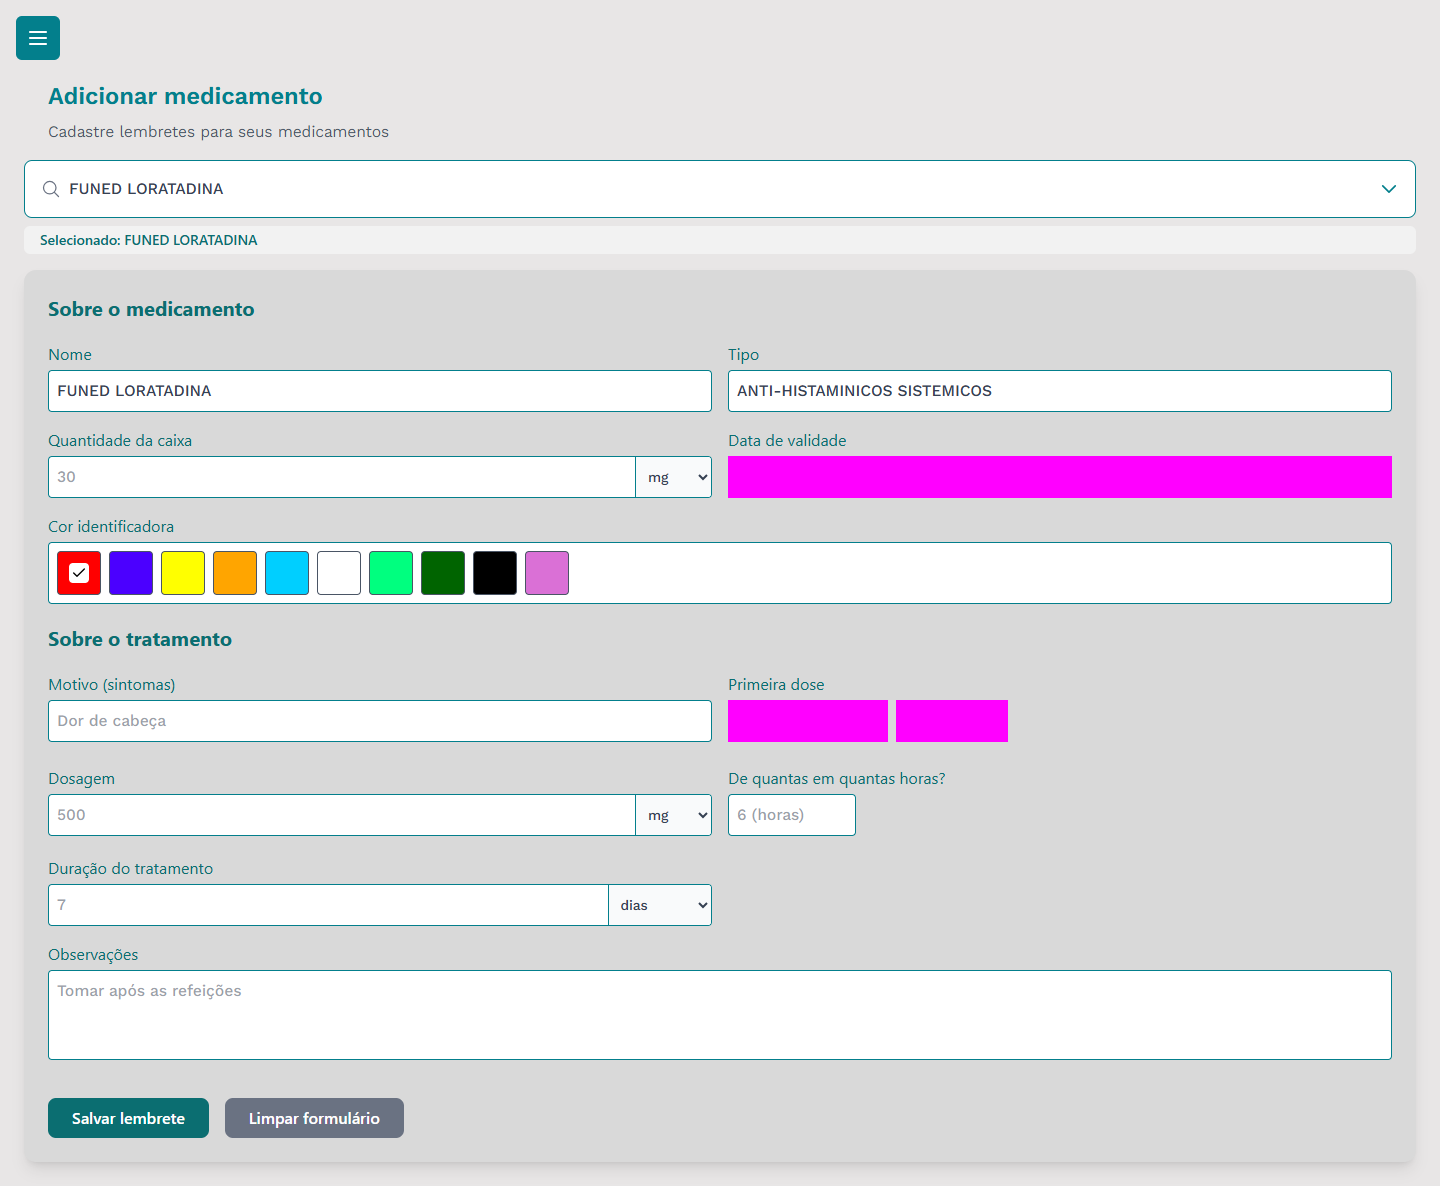 Adicionar medicamento
Cadastre lembretes para seus medicamentos
FUNED LORATADINA
Selecionado: FUNED LORATADINA
Sobre o medicamento
Nome
Tipo
FUNED LORATADINA
ANTI-HISTAMINICOS SISTEMICOS
Quantidade da caixa
Data de validade
30
mg
Cor identificadora
Sobre o tratamento
Motivo (sintomas)
Primeira dose
Dor de cabeça
Dosagem
De quantas em quantas horas?
500
mg
6 (horas)
Duração do tratamento
7
dias
Observações
Tomar após as refeições
Salvar lembrete
Limpar formulário